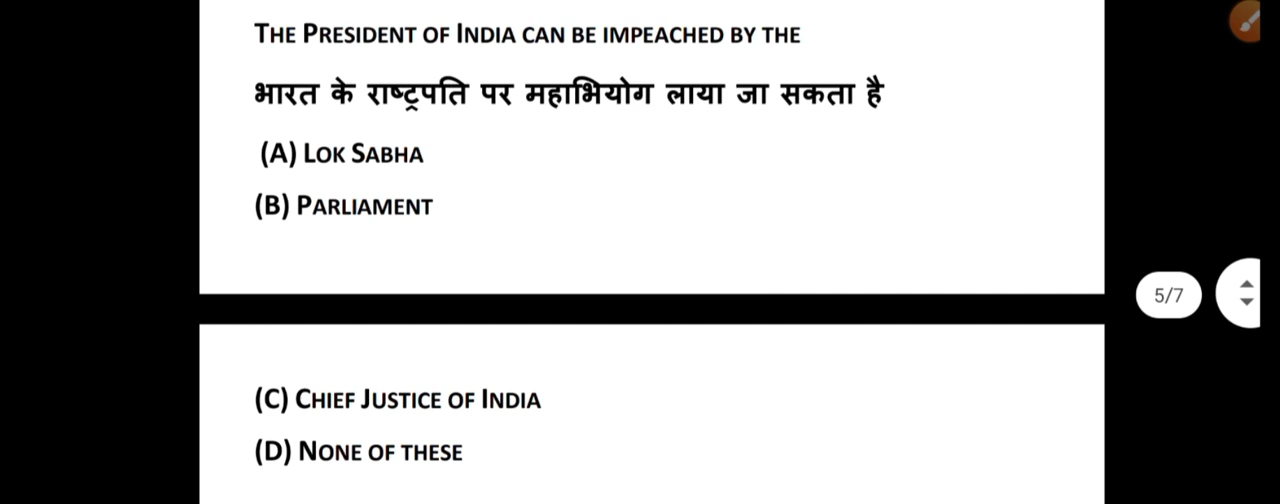 THE PRESIDENT OF INDIA CAN BE IMPEACHED BY THE
भारत के राष्ट्रपति पर महाभियोग लाया जा सकता है
(A) LOK SABHA
(B) PARLIAMENT
5/7
(C) CHIEF JUSTICE OF INDIA
(D) NONE OF THESE